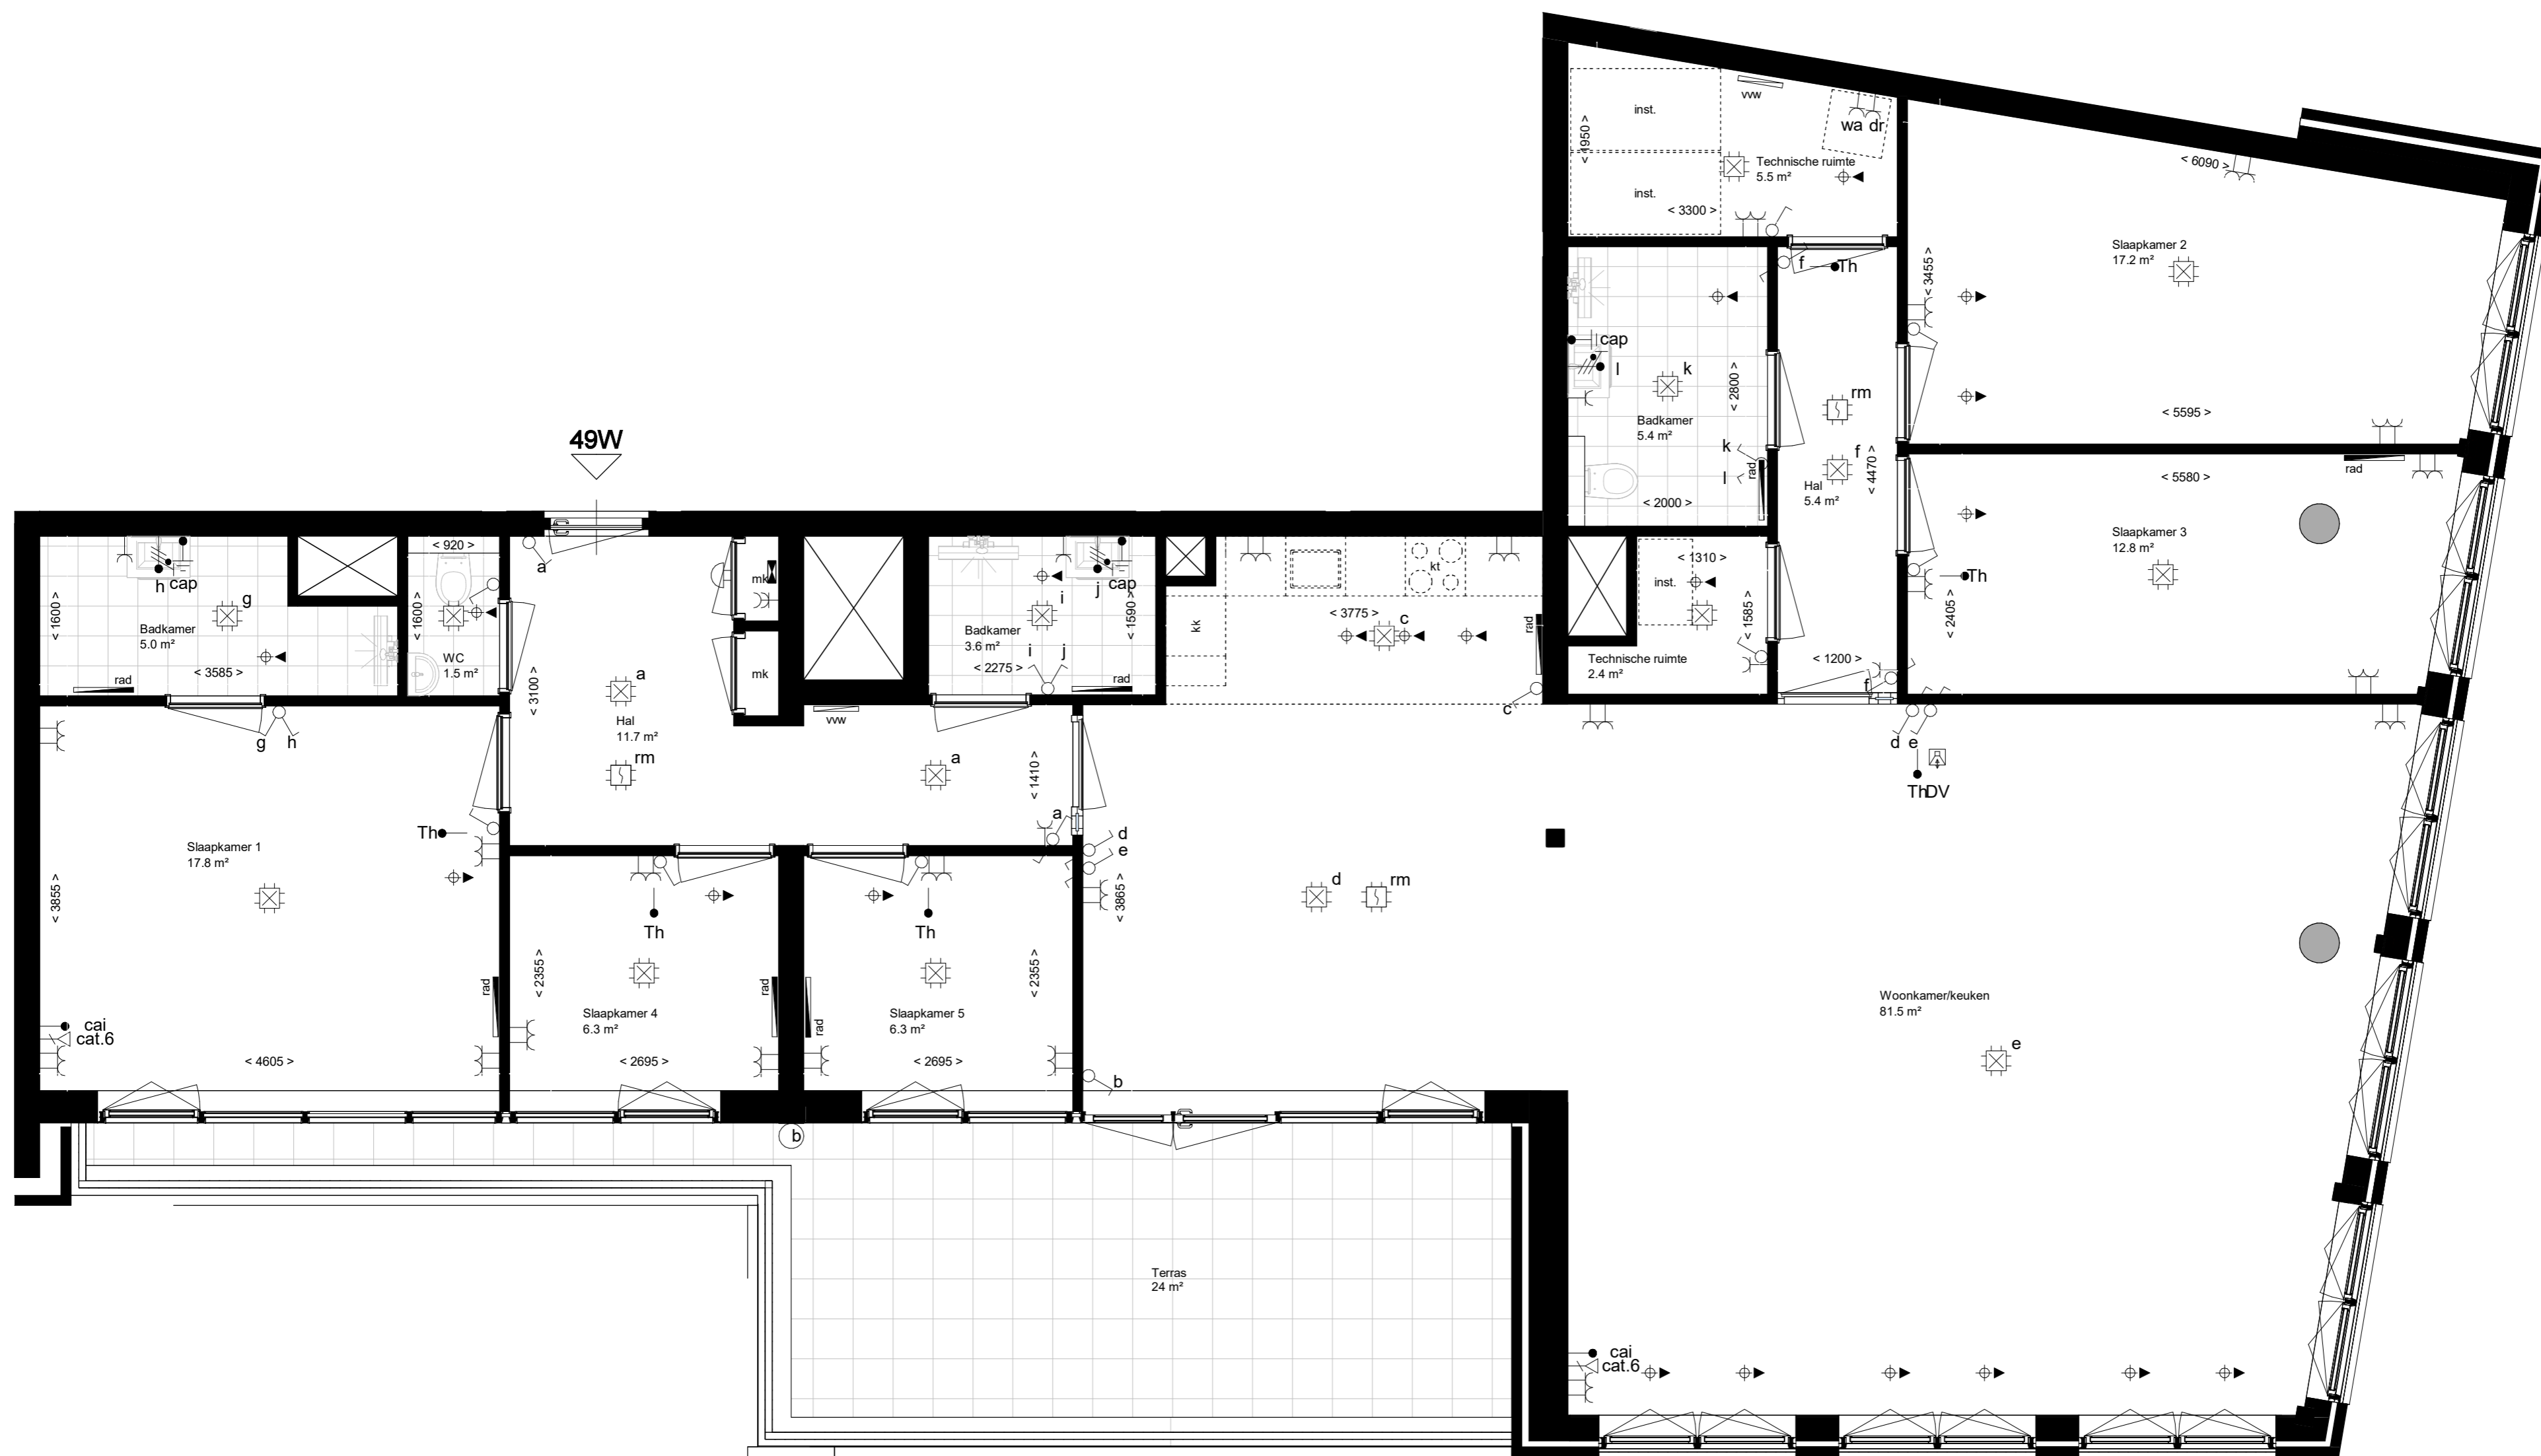 49W
inst.
inst.
< 1950 >
vvw
wa dr
Technische ruimte
5.5 m²
< 3300 >
< 6090 >
Slaapkamer 2
17.2 m²
< 3455 >
< 5595 >
f
Th
cap
l
k
Badkamer
5.4 m²
< 2800 >
k
l
rad
< 2000 >
rm
f
Hal
5.4 m²
< 4470 >
< 5580 >
rad
Slaapkamer 3
12.8 m²
Th
< 2405 >
h cap
g
< 1600 >
Badkamer
5.0 m²
< 3585 >
rad
g h
< 920 >
< 1600 >
WC
1.5 m²
a
< 3100 >
a
Hal
11.7 m²
rm
mk
mk
vvw
a
< 1410 >
a
j cap
i
< 1590 >
Badkamer
3.6 m²
i j
< 2275 >
rad
kk
kt
< 3775 >
c
rad
c
< 1310 >
inst.
< 1585 >
Technische ruimte
2.4 m²
< 1200 >
f
d e
Th
DV
Slaapkamer 1
17.8 m²
Th
< 3855 >
cai
cat.6
< 4605 >
rad
Th
< 2355 >
Slaapkamer 4
6.3 m²
rad
< 2695 >
Th
Slaapkamer 5
6.3 m²
rad
< 2355 >
< 2695 >
d
e
< 3865 >
d
rm
b
b
Woonkamer/keuken
81.5 m²
e
Terras
24 m²
cai
cat.6